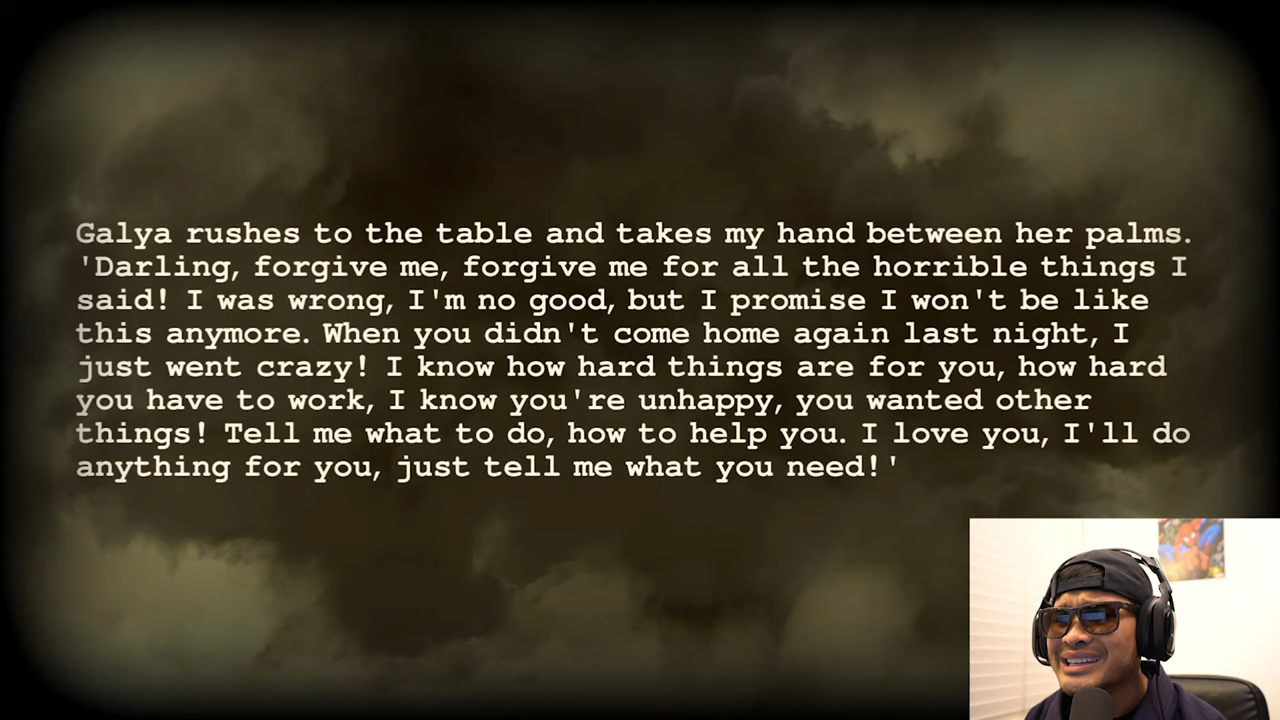 Galya rushes to the table and takes my hand between her palms.
'Darling, forgive me, forgive me for all the horrible things I
said! I was wrong, I'm no good, but I promise I won't be like
this anymore. When you didn't come home again last night, I
just went crazy! I know how hard things are for you, how hard
you have to work, I know you're unhappy, you wanted other
things! Tell me what to do, how to help you. I love you, I'll do
anything for you, just tell me what you need!'